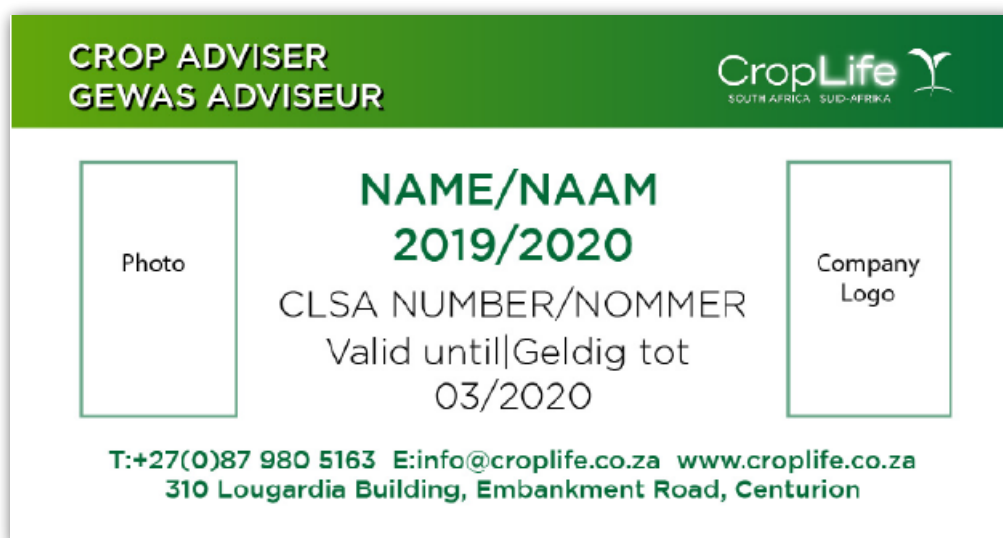 CROP ADVISER
GEWAS ADVISEUR
CropLife
SOUTH AFRICA SUID-AFRIKA
Photo
NAME/NAAM
2019/2020
CLSA NUMBER/NOMMER
Valid until|Geldig tot
03/2020
Company
Logo
T:+27(0)87 980 5163 E:info@croplife.co.za www.croplife.co.za
310 Lougardia Building, Embankment Road, Centurion